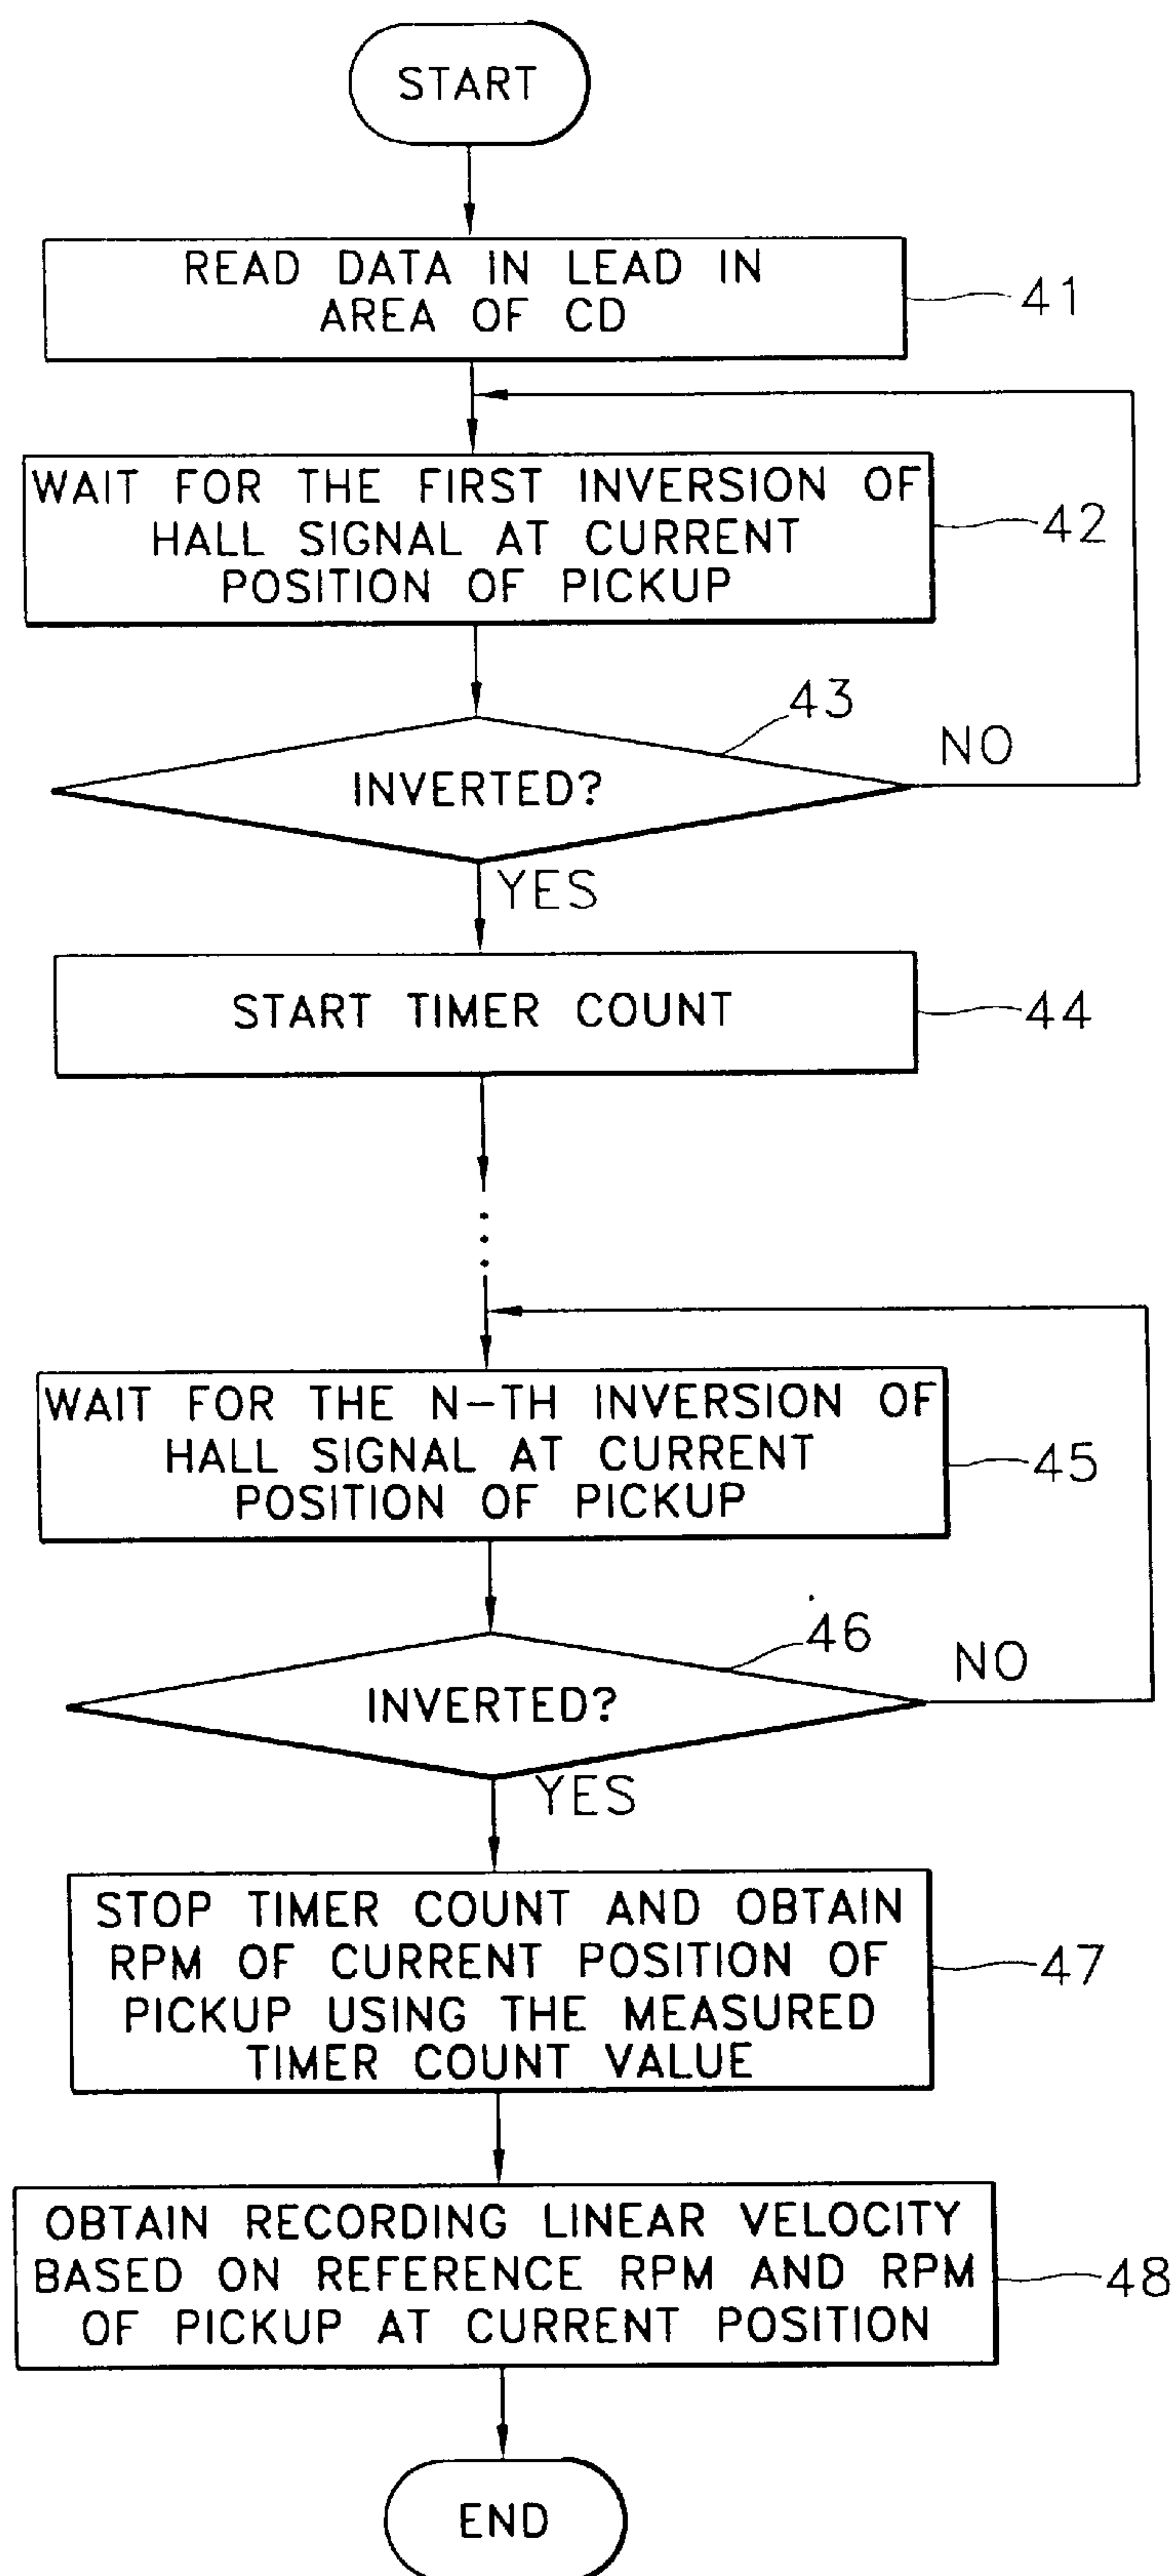 START
READ DATA IN LEAD IN
AREA OF CD
41
WAIT FOR THE FIRST INVERSION OF
HALL SIGNAL AT CURRENT
POSITION OF PICKUP
42
43
INVERTED?
NO
YES
START TIMER COUNT
44
WAIT FOR THE N-TH INVERSION OF
HALL SIGNAL AT CURRENT
POSITION OF PICKUP
45
46
INVERTED?
NO
YES
STOP TIMER COUNT AND OBTAIN
RPM OF CURRENT POSITION OF
PICKUP USING THE MEASURED
TIMER COUNT VALUE
47
OBTAIN RECORDING LINEAR VELOCITY
BASED ON REFERENCE RPM AND RPM
OF PICKUP AT CURRENT POSITION
48
END